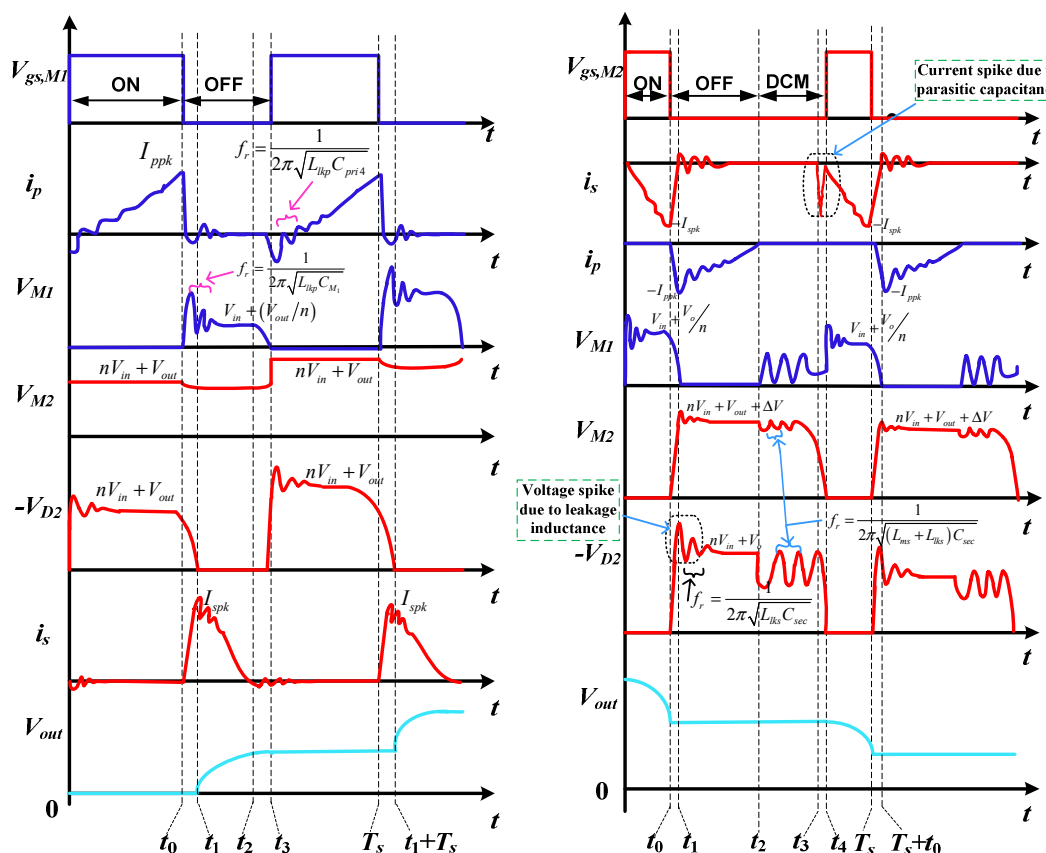 V_gs,M1
ON
OFF
t
I_ppk
f_r = 1 / 2π√(L_lkp C_pri4)
i_p
t
f_r = 1 / 2π√(L_lkp C_M1)
V_M1
V_in + (V_out/n)
t
nV_in + V_out
nV_in + V_out
V_M2
t
nV_in + V_out
nV_in + V_out
-V_D2
t
I_spk
I_spk
i_s
t
V_out
0
t
t_0
t_1
t_2
t_3
T_s
t_1+T_s
V_gs,M2
ON
OFF
DCM
Current spike due
parasitic capacitan
t
i_s
t
-I_spk
-I_spk
i_p
t
-I_ppk
-I_ppk
V_in + V_o/n
V_in + V_o/n
V_M1
t
nV_in + V_out + ΔV
nV_in + V_out + ΔV
V_M2
t
Voltage spike
due to leakage
inductance
f_r = 1 / 2π√((L_ms + L_lks) C_sec)
nV_in + V
-V_D2
f_r = 1 / 2π√(L_lks C_sec)
t
V_out
0
t
t_0
t_1
t_2
t_3
t_4
T_s
T_s+t_0